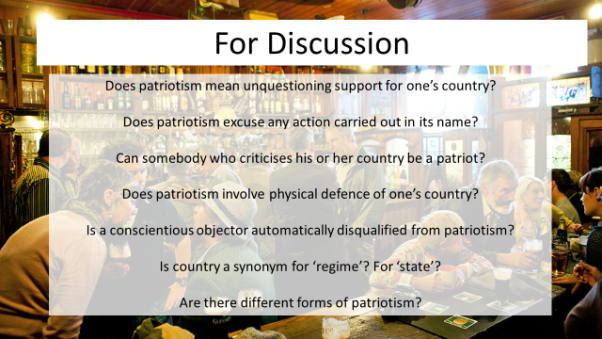 For Discussion
Does patriotism mean unquestioning support for one’s country?
Does patriotism excuse any action carried out in its name?
Can somebody who criticises his or her country be a patriot?
Does patriotism involve physical defence of one’s country?
Is a conscientious objector automatically disqualified from patriotism?
Is country a synonym for ‘regime’? For ‘state’?
Are there different forms of patriotism?